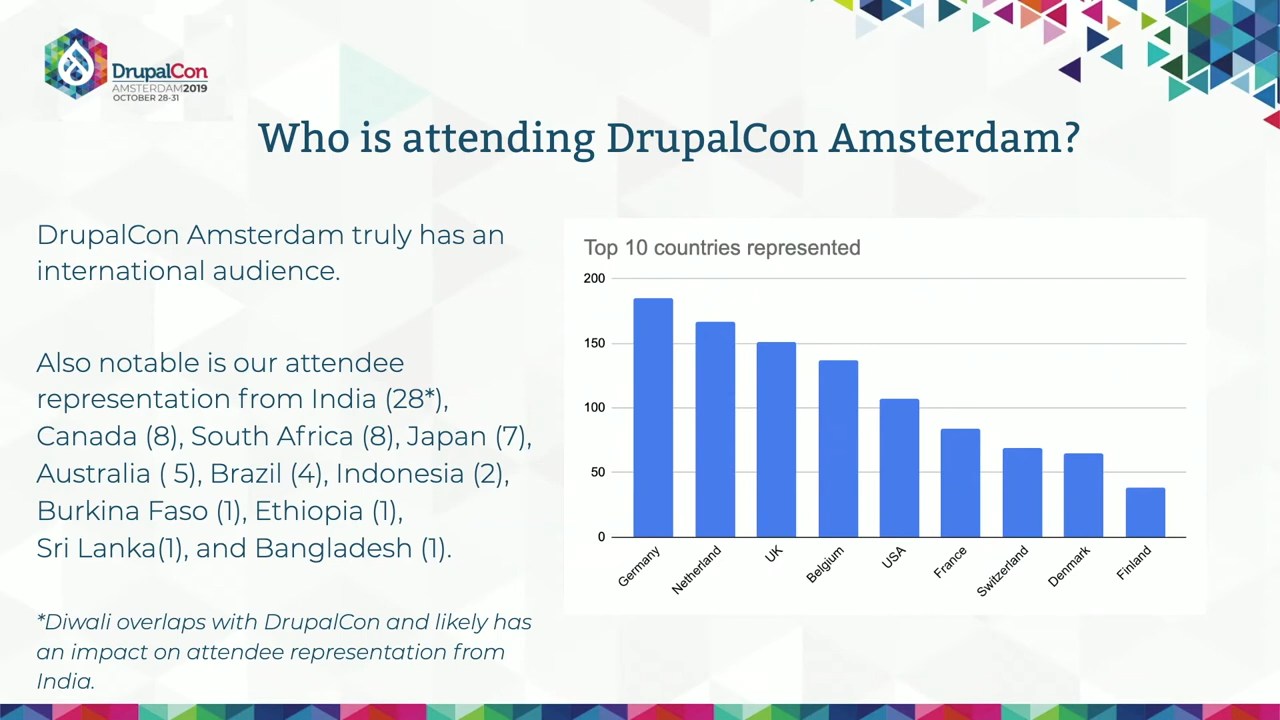 DrupalCon
AMSTERDAM2019
OCTOBER 28-31
Who is attending DrupalCon Amsterdam?
DrupalCon Amsterdam truly has an
international audience.
Also notable is our attendee
representation from India (28*),
Canada (8), South Africa (8), Japan (7),
Australia ( 5), Brazil (4), Indonesia (2),
Burkina Faso (1), Ethiopia (1),
Sri Lanka(1), and Bangladesh (1).
*Diwali overlaps with DrupalCon and likely has
an impact on attendee representation from
India.
Top 10 countries represented
200
150
100
50
0
Germany
Netherland
UK
Belgium
USA
France
Switzerland
Denmark
Finland